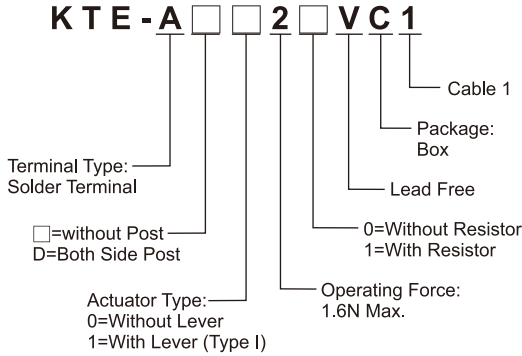 KTE-A□□2□VC1
Cable 1
Package:
Box
Terminal Type:
Solder Terminal
Lead Free
□=without Post
D=Both Side Post
0=Without Resistor
1=With Resistor
Actuator Type:
0=Without Lever
1=With Lever (Type I)
Operating Force:
1.6N Max.